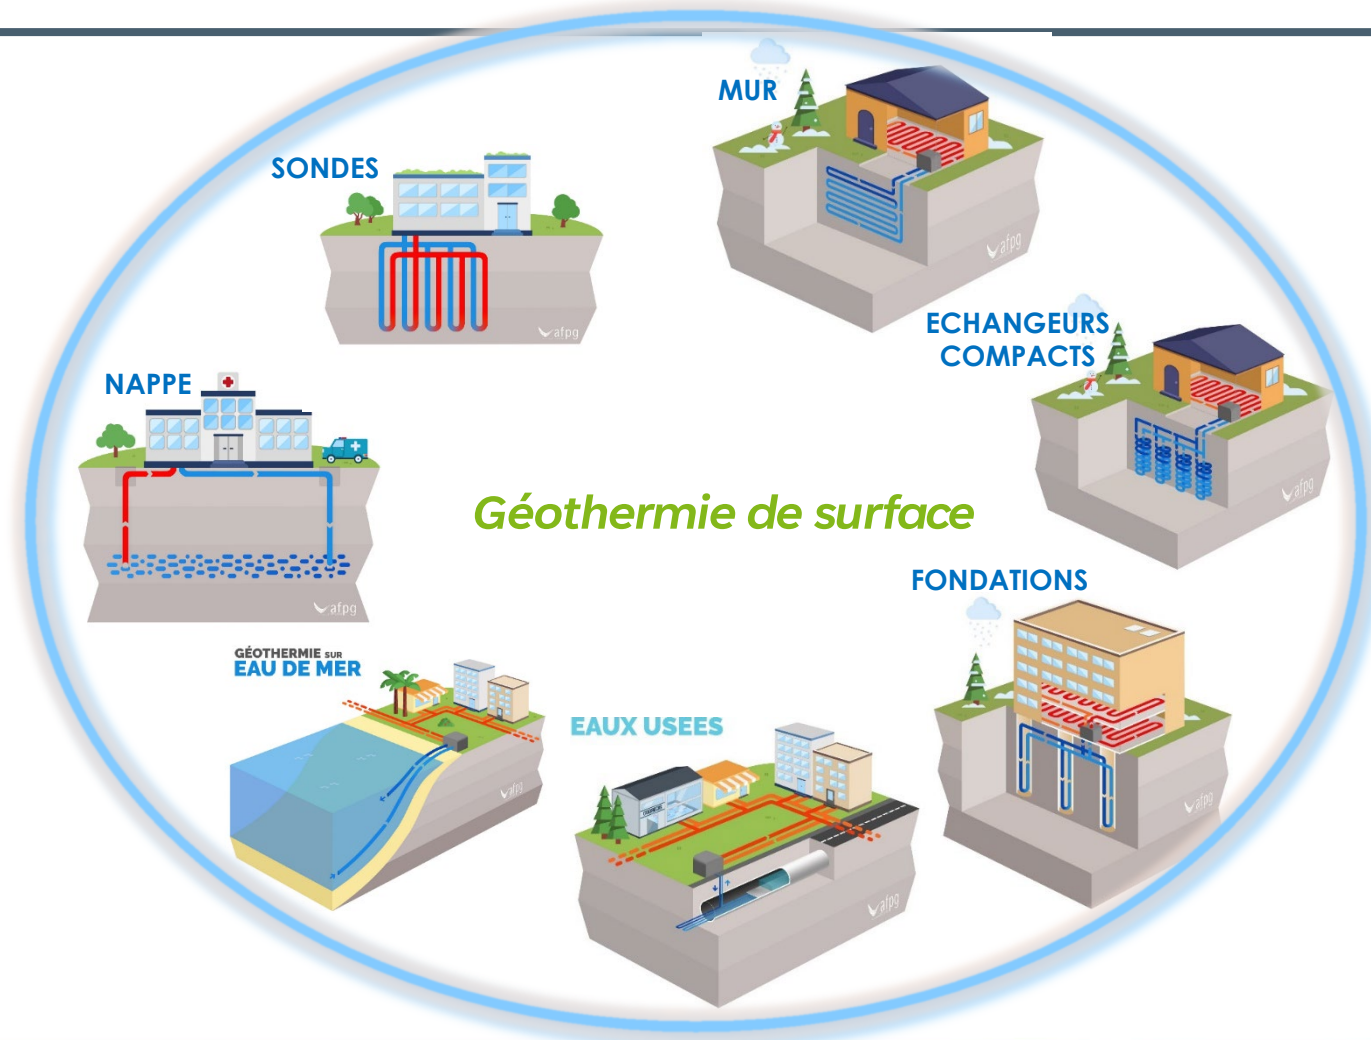 MUR
SONDES
afpg
ECHANGEURS
COMPACTS
afpg
NAPPE
afpg
Géothermie de surface
FONDATIONS
afpg
GÉOTHERMIE SUR
EAU DE MER
afpg
EAUX USEES
afpg
afpg